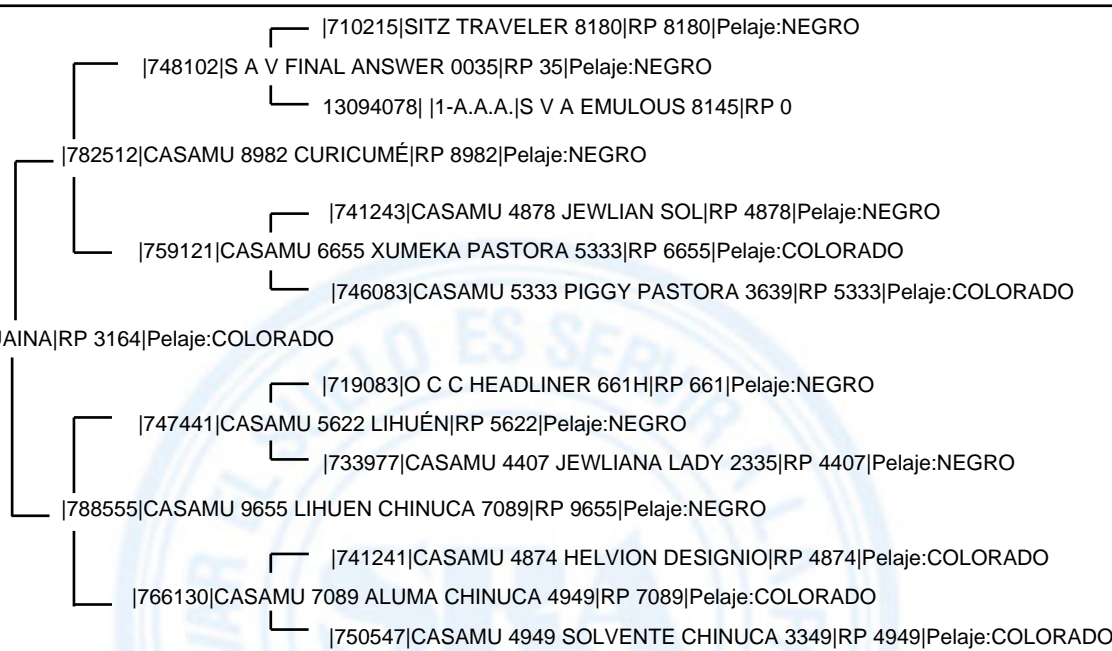 |710215|SITZ TRAVELER 8180|RP 8180|Pelaje:NEGRO
|748102|S A V FINAL ANSWER 0035|RP 35|Pelaje:NEGRO
13094078| |1-A.A.A.|S V A EMULOUS 8145|RP 0
|782512|CASAMU 8982 CURICUMÉ|RP 8982|Pelaje:NEGRO
|741243|CASAMU 4878 JEWLIAN SOL|RP 4878|Pelaje:NEGRO
|759121|CASAMU 6655 XUMEKA PASTORA 5333|RP 6655|Pelaje:COLORADO
|746083|CASAMU 5333 PIGGY PASTORA 3639|RP 5333|Pelaje:COLORADO
AINA|RP 3164|Pelaje:COLORADO
|719083|O C C HEADLINER 661H|RP 661|Pelaje:NEGRO
|747441|CASAMU 5622 LIHUÉN|RP 5622|Pelaje:NEGRO
|733977|CASAMU 4407 JEWLIANA LADY 2335|RP 4407|Pelaje:NEGRO
|788555|CASAMU 9655 LIHUEN CHINUCA 7089|RP 9655|Pelaje:NEGRO
|741241|CASAMU 4874 HELVION DESIGNIO|RP 4874|Pelaje:COLORADO
|766130|CASAMU 7089 ALUMA CHINUCA 4949|RP 7089|Pelaje:COLORADO
|750547|CASAMU 4949 SOLVENTE CHINUCA 3349|RP 4949|Pelaje:COLORADO